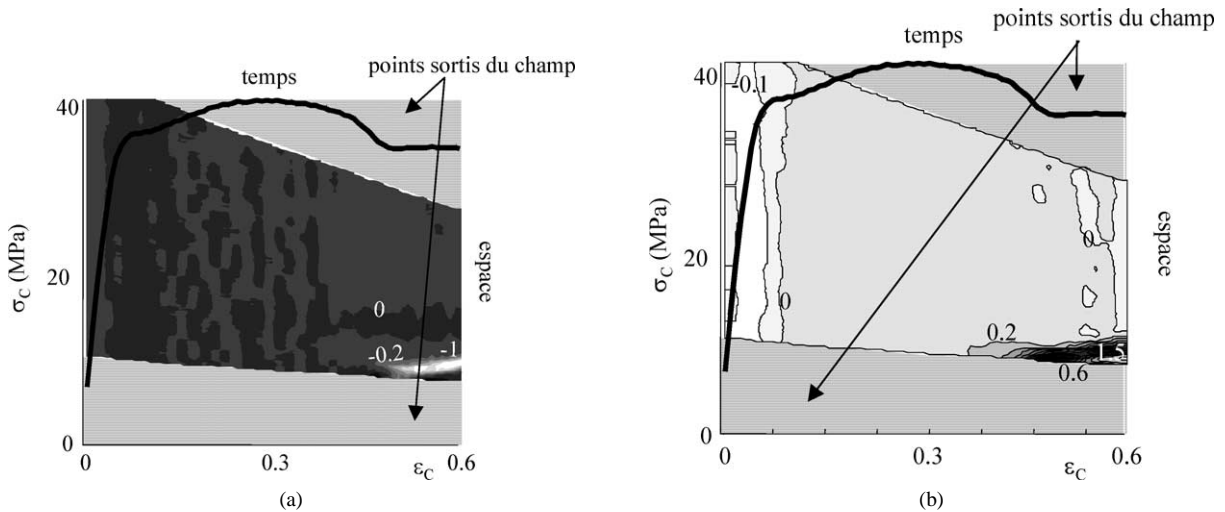 temps
points sortis du champ
40
σC (MPa)
20
0
espace
0
-0.2
-1
0
0.3
εC
0.6
(a)
temps
points sortis du champ
40
-0.1
σC (MPa)
20
0
espace
0
0
0.2
1.5
0.6
0
0.3
εC
0.6
(b)